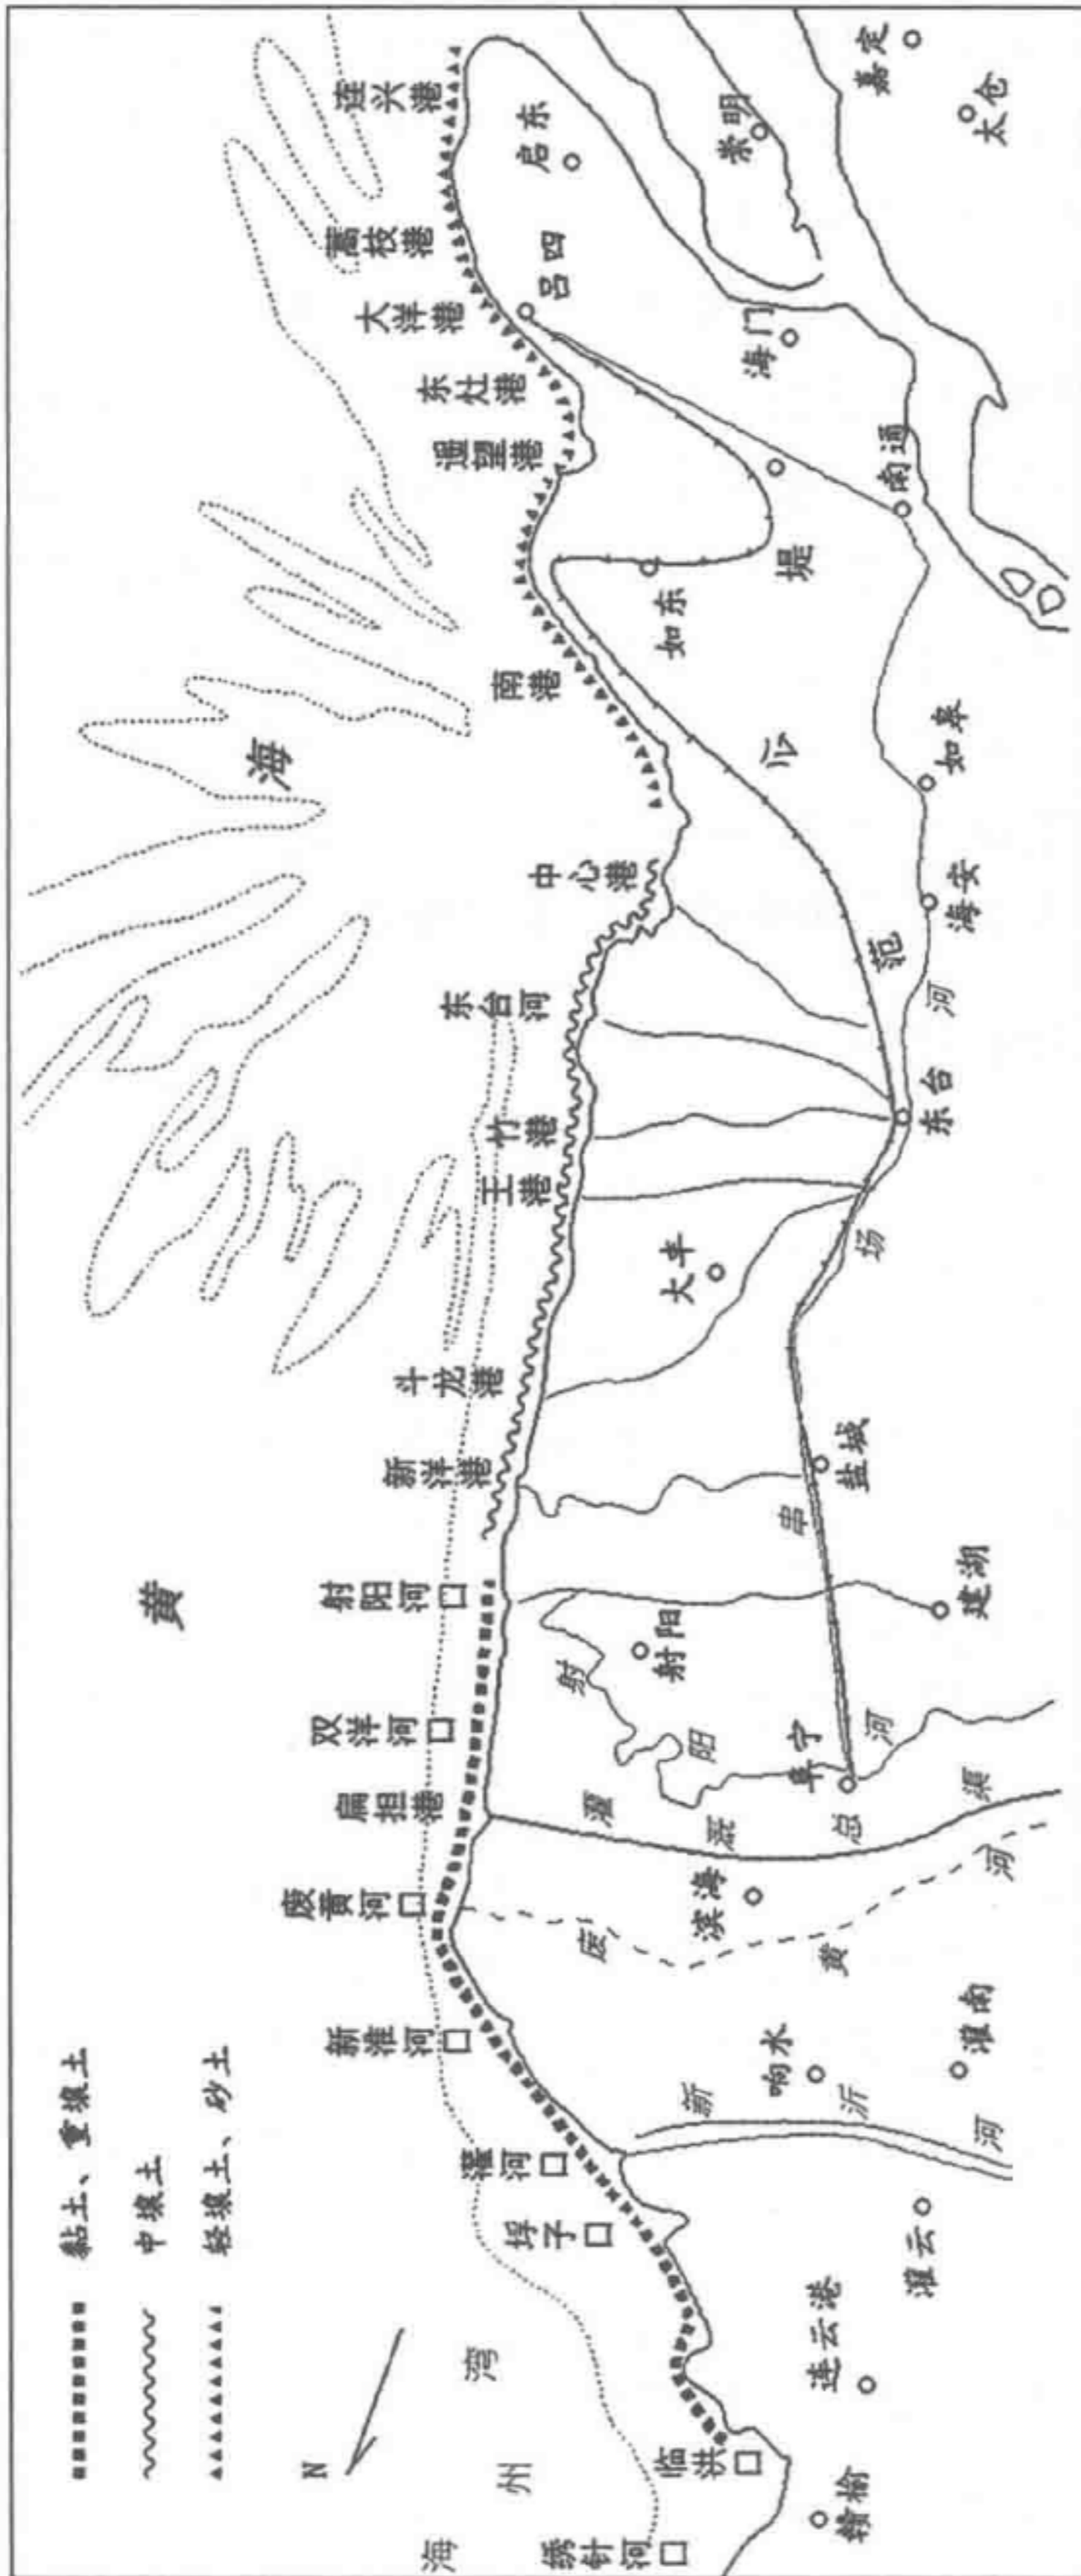 黏土、重壤土
中壤土
轻壤土、砂土
N
黄海
海州湾
绣针河口
临洪口
埒子口
灌河口
新淮河口
废黄河口
扁担港
双洋河口
射阳河口
新洋港
斗龙港
王港
竹港
东台河
中心港
南港
遥望港
东灶港
大洋港
蒿枝港
连兴港
赣榆
连云港
灌云
新沂河
响水
灌南
废黄河
滨海
灌溉总渠
阜宁
射阳河
射阳
建湖
盐城
串场河
大丰
东台
范公堤
海安
如皋
如东
南通
海门
吕四
启东
崇明
太仓
嘉定